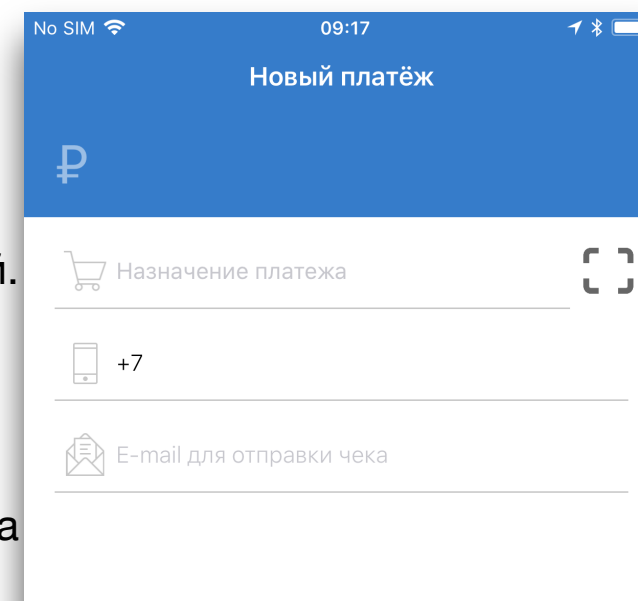 No SIM 09:17
Новый платёж
₽
й.
Назначение платежа
+7
E-mail для отправки чека
а